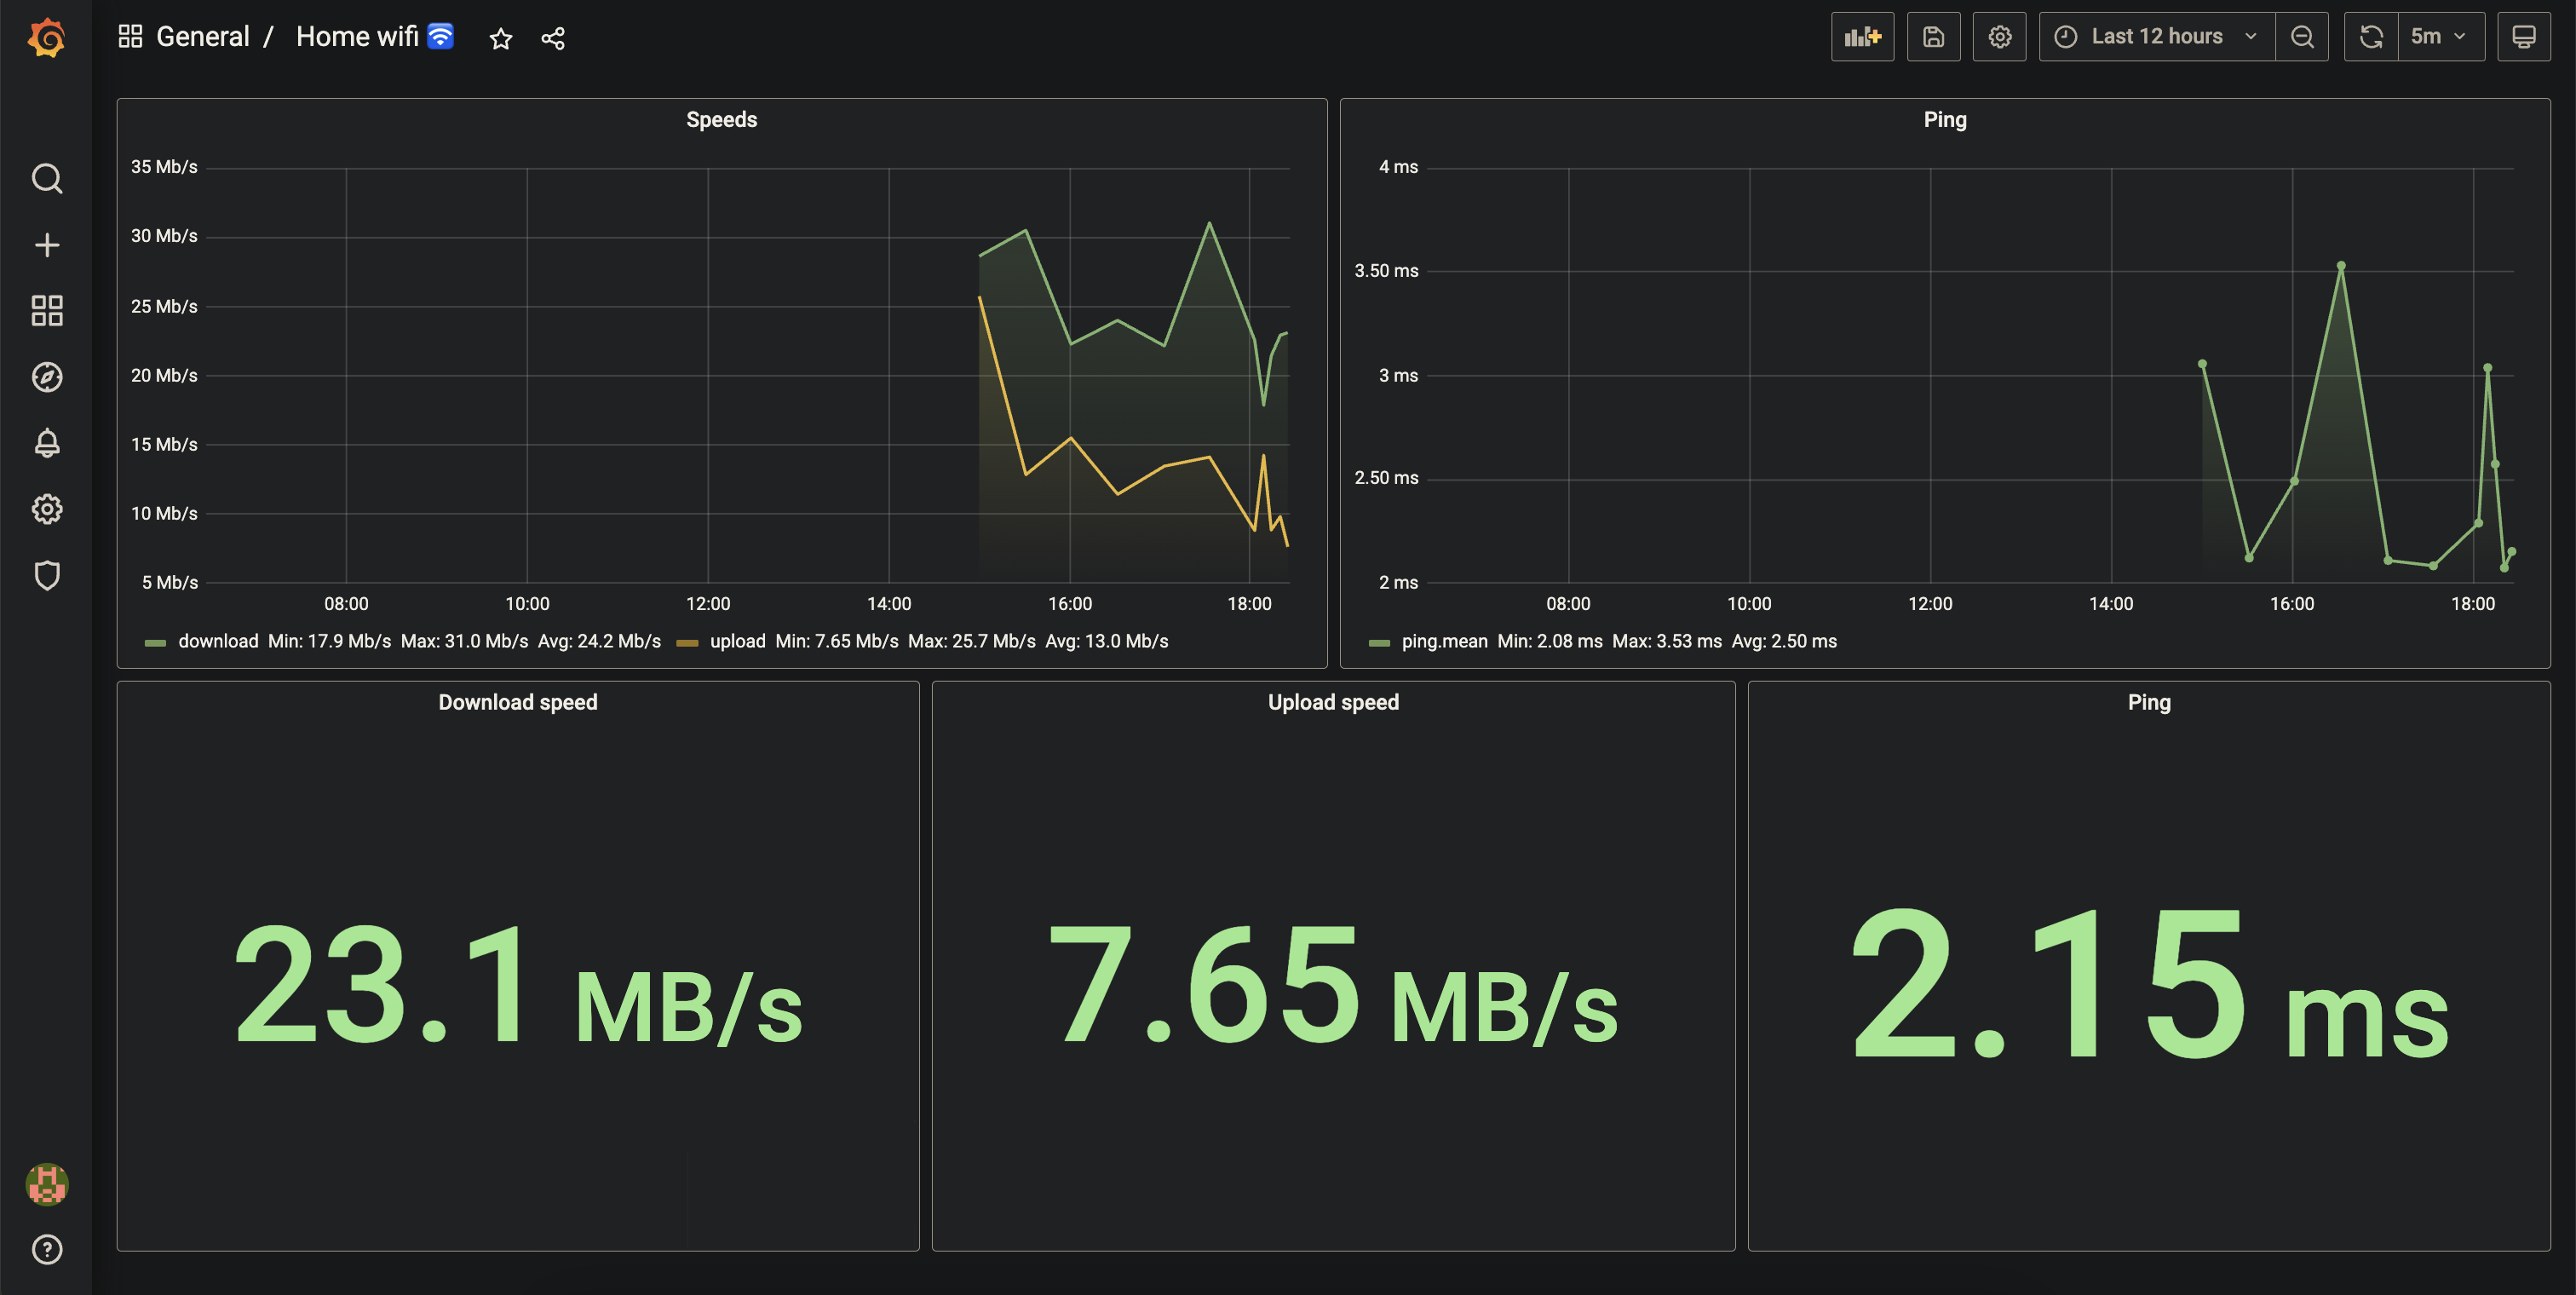 General / Home wifi
Last 12 hours
5m
Speeds
35 Mb/s
30 Mb/s
25 Mb/s
20 Mb/s
15 Mb/s
10 Mb/s
5 Mb/s
08:00 10:00 12:00 14:00 16:00 18:00
download Min: 17.9 Mb/s Max: 31.0 Mb/s Avg: 24.2 Mb/s upload Min: 7.65 Mb/s Max: 25.7 Mb/s Avg: 13.0 Mb/s
Ping
4 ms
3.50 ms
3 ms
2.50 ms
2 ms
08:00 10:00 12:00 14:00 16:00 18:00
ping.mean Min: 2.08 ms Max: 3.53 ms Avg: 2.50 ms
Download speed
23.1 MB/s
Upload speed
7.65 MB/s
Ping
2.15 ms